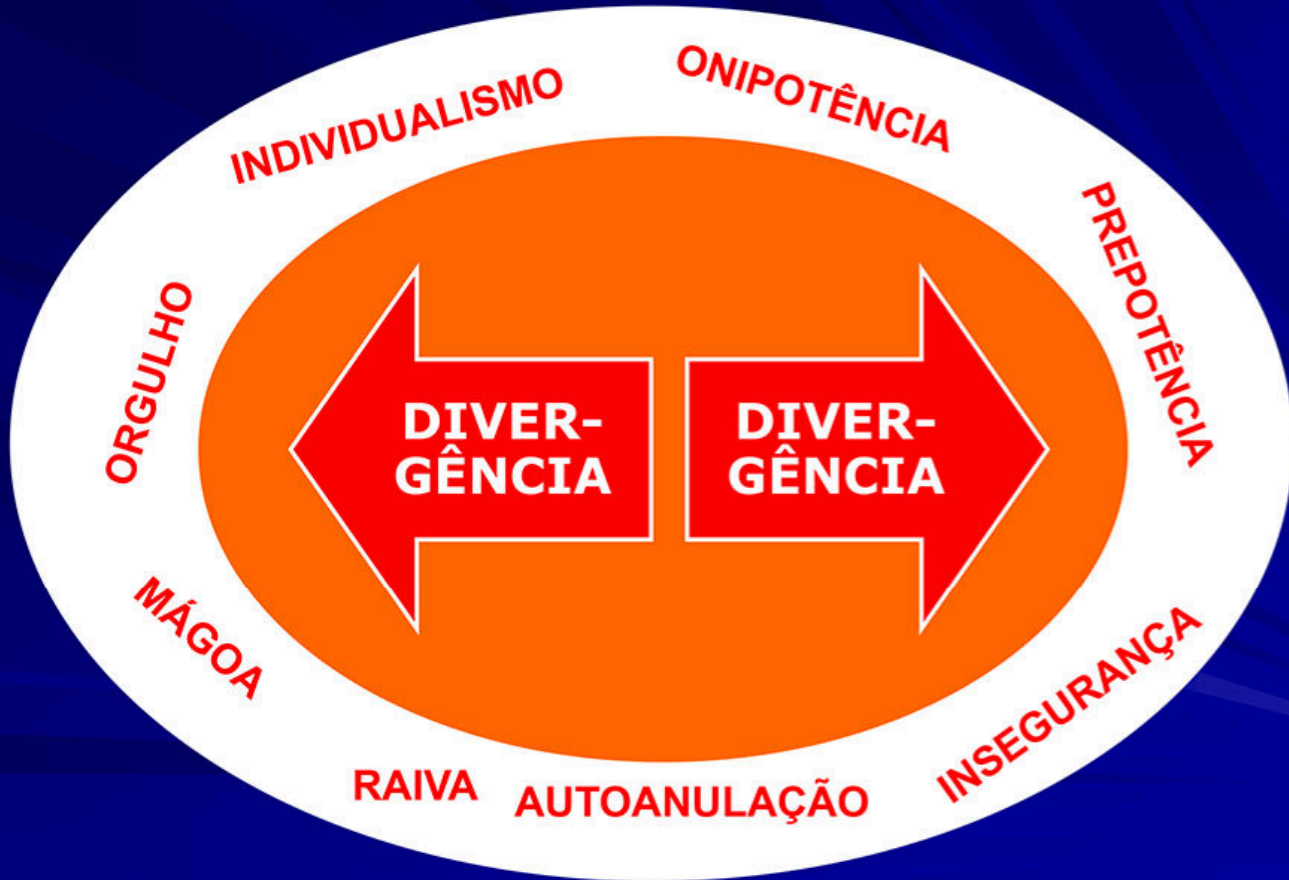 INDIVIDUALISMO
ONIPOTÊNCIA
PREPOTÊNCIA
ORGULHO
DIVER-
GÊNCIA
DIVER-
GÊNCIA
MÁGOA
INSEGURANÇA
RAIVA
AUTOANULAÇÃO